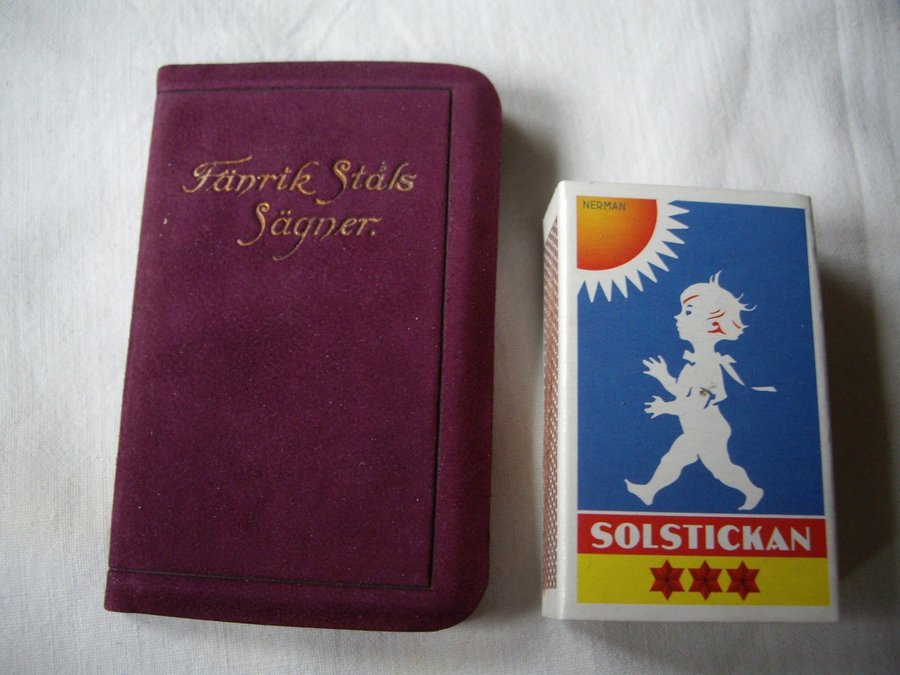 Fänrik Ståls
Sägner.
NERMAN
SOLSTICKAN